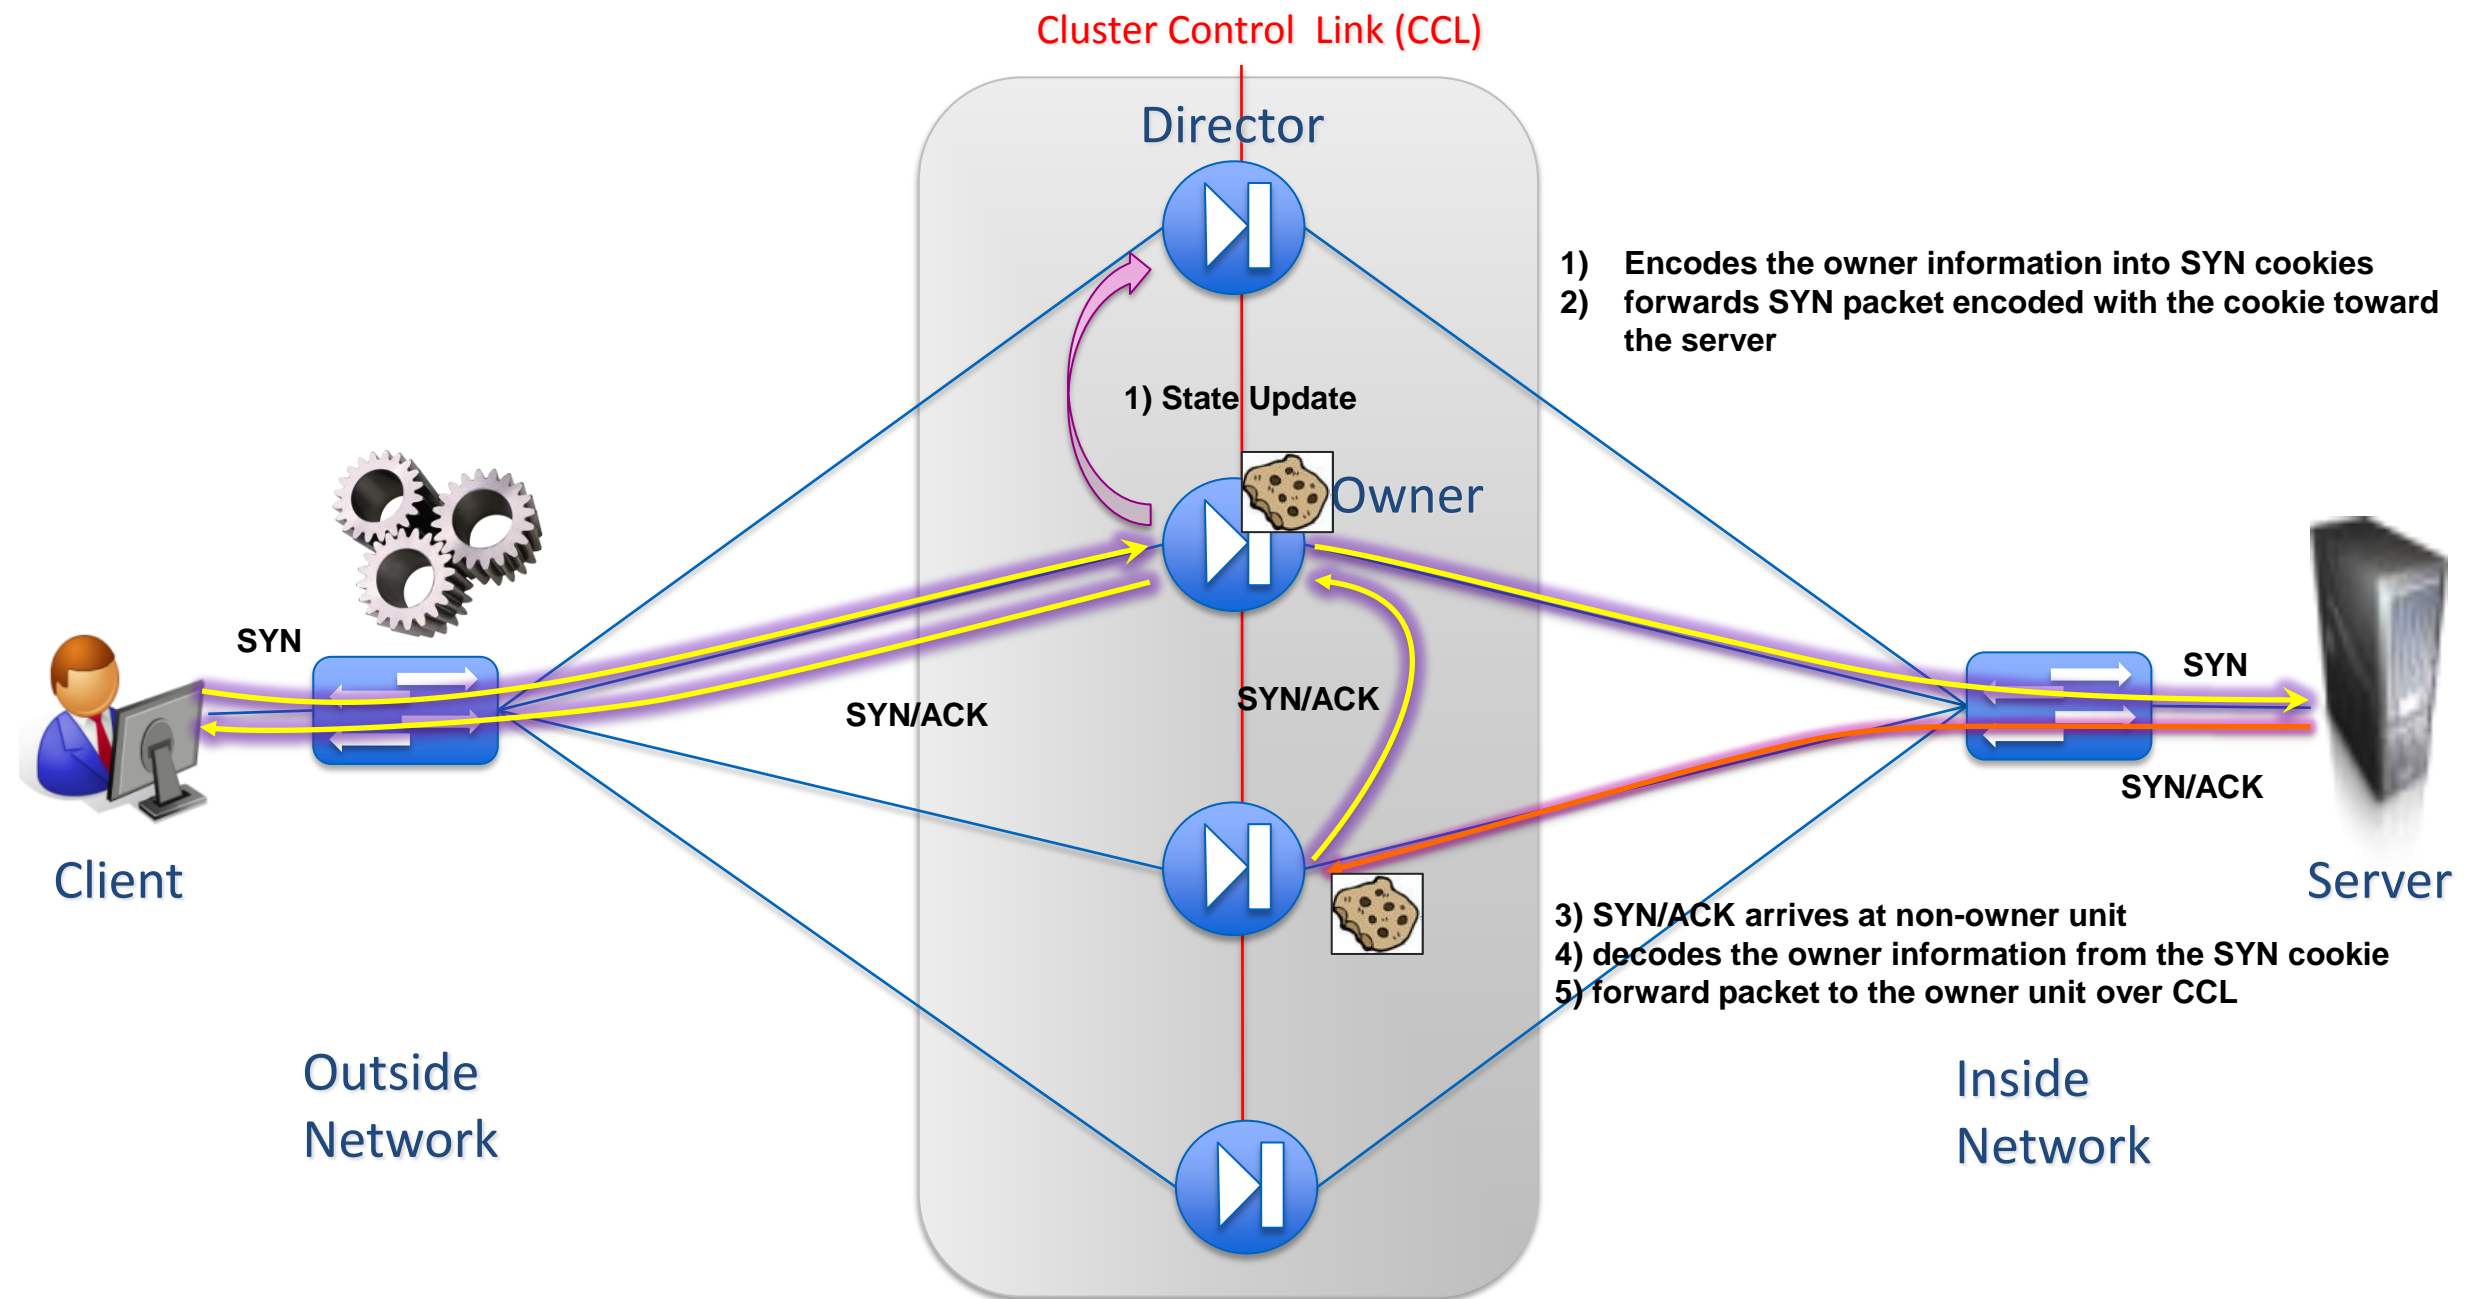 Cluster Control Link (CCL)
Director
1) Encodes the owner information into SYN cookies
2) forwards SYN packet encoded with the cookie toward
the server
1) State Update
Owner
SYN
SYN
SYN/ACK
SYN/ACK
SYN/ACK
Client
Server
3) SYN/ACK arrives at non-owner unit
4) decodes the owner information from the SYN cookie
5) forward packet to the owner unit over CCL
Outside
Network
Inside
Network